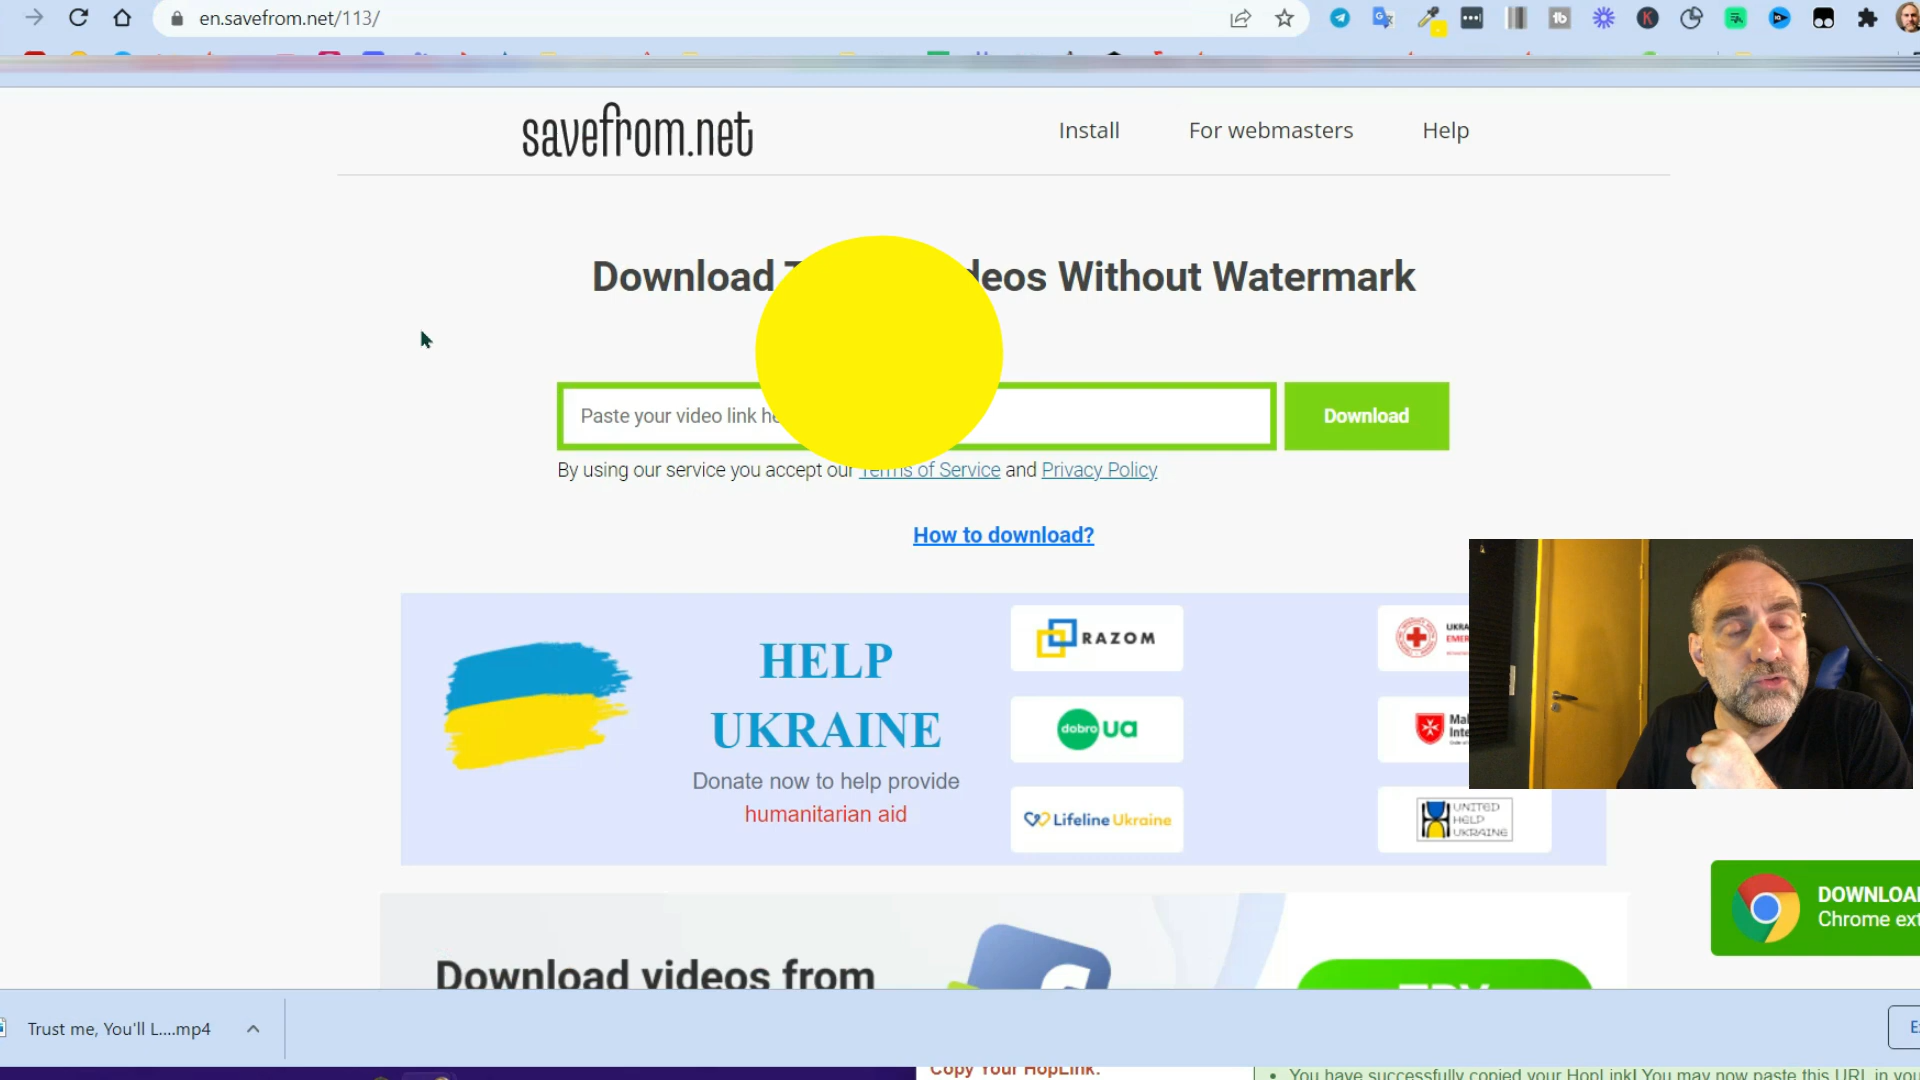 en.savefrom.net/113/
savefrom.net
Install
For webmasters
Help
Download
eos Without Watermark
Paste your video link
Download
By using our service you accept our Terms of Service and Privacy Policy
How to download?
HELP
UKRAINE
Donate now to help provide
humanitarian aid
RAZOM
dobro UA
Lifeline Ukraine
UNITED
HELP
UKRAINE
Chrome
Download videos from
Trust me, You'll L....mp4
Copy Your HopLink:
You have successfully copied your HopLink! You may now paste this URL in